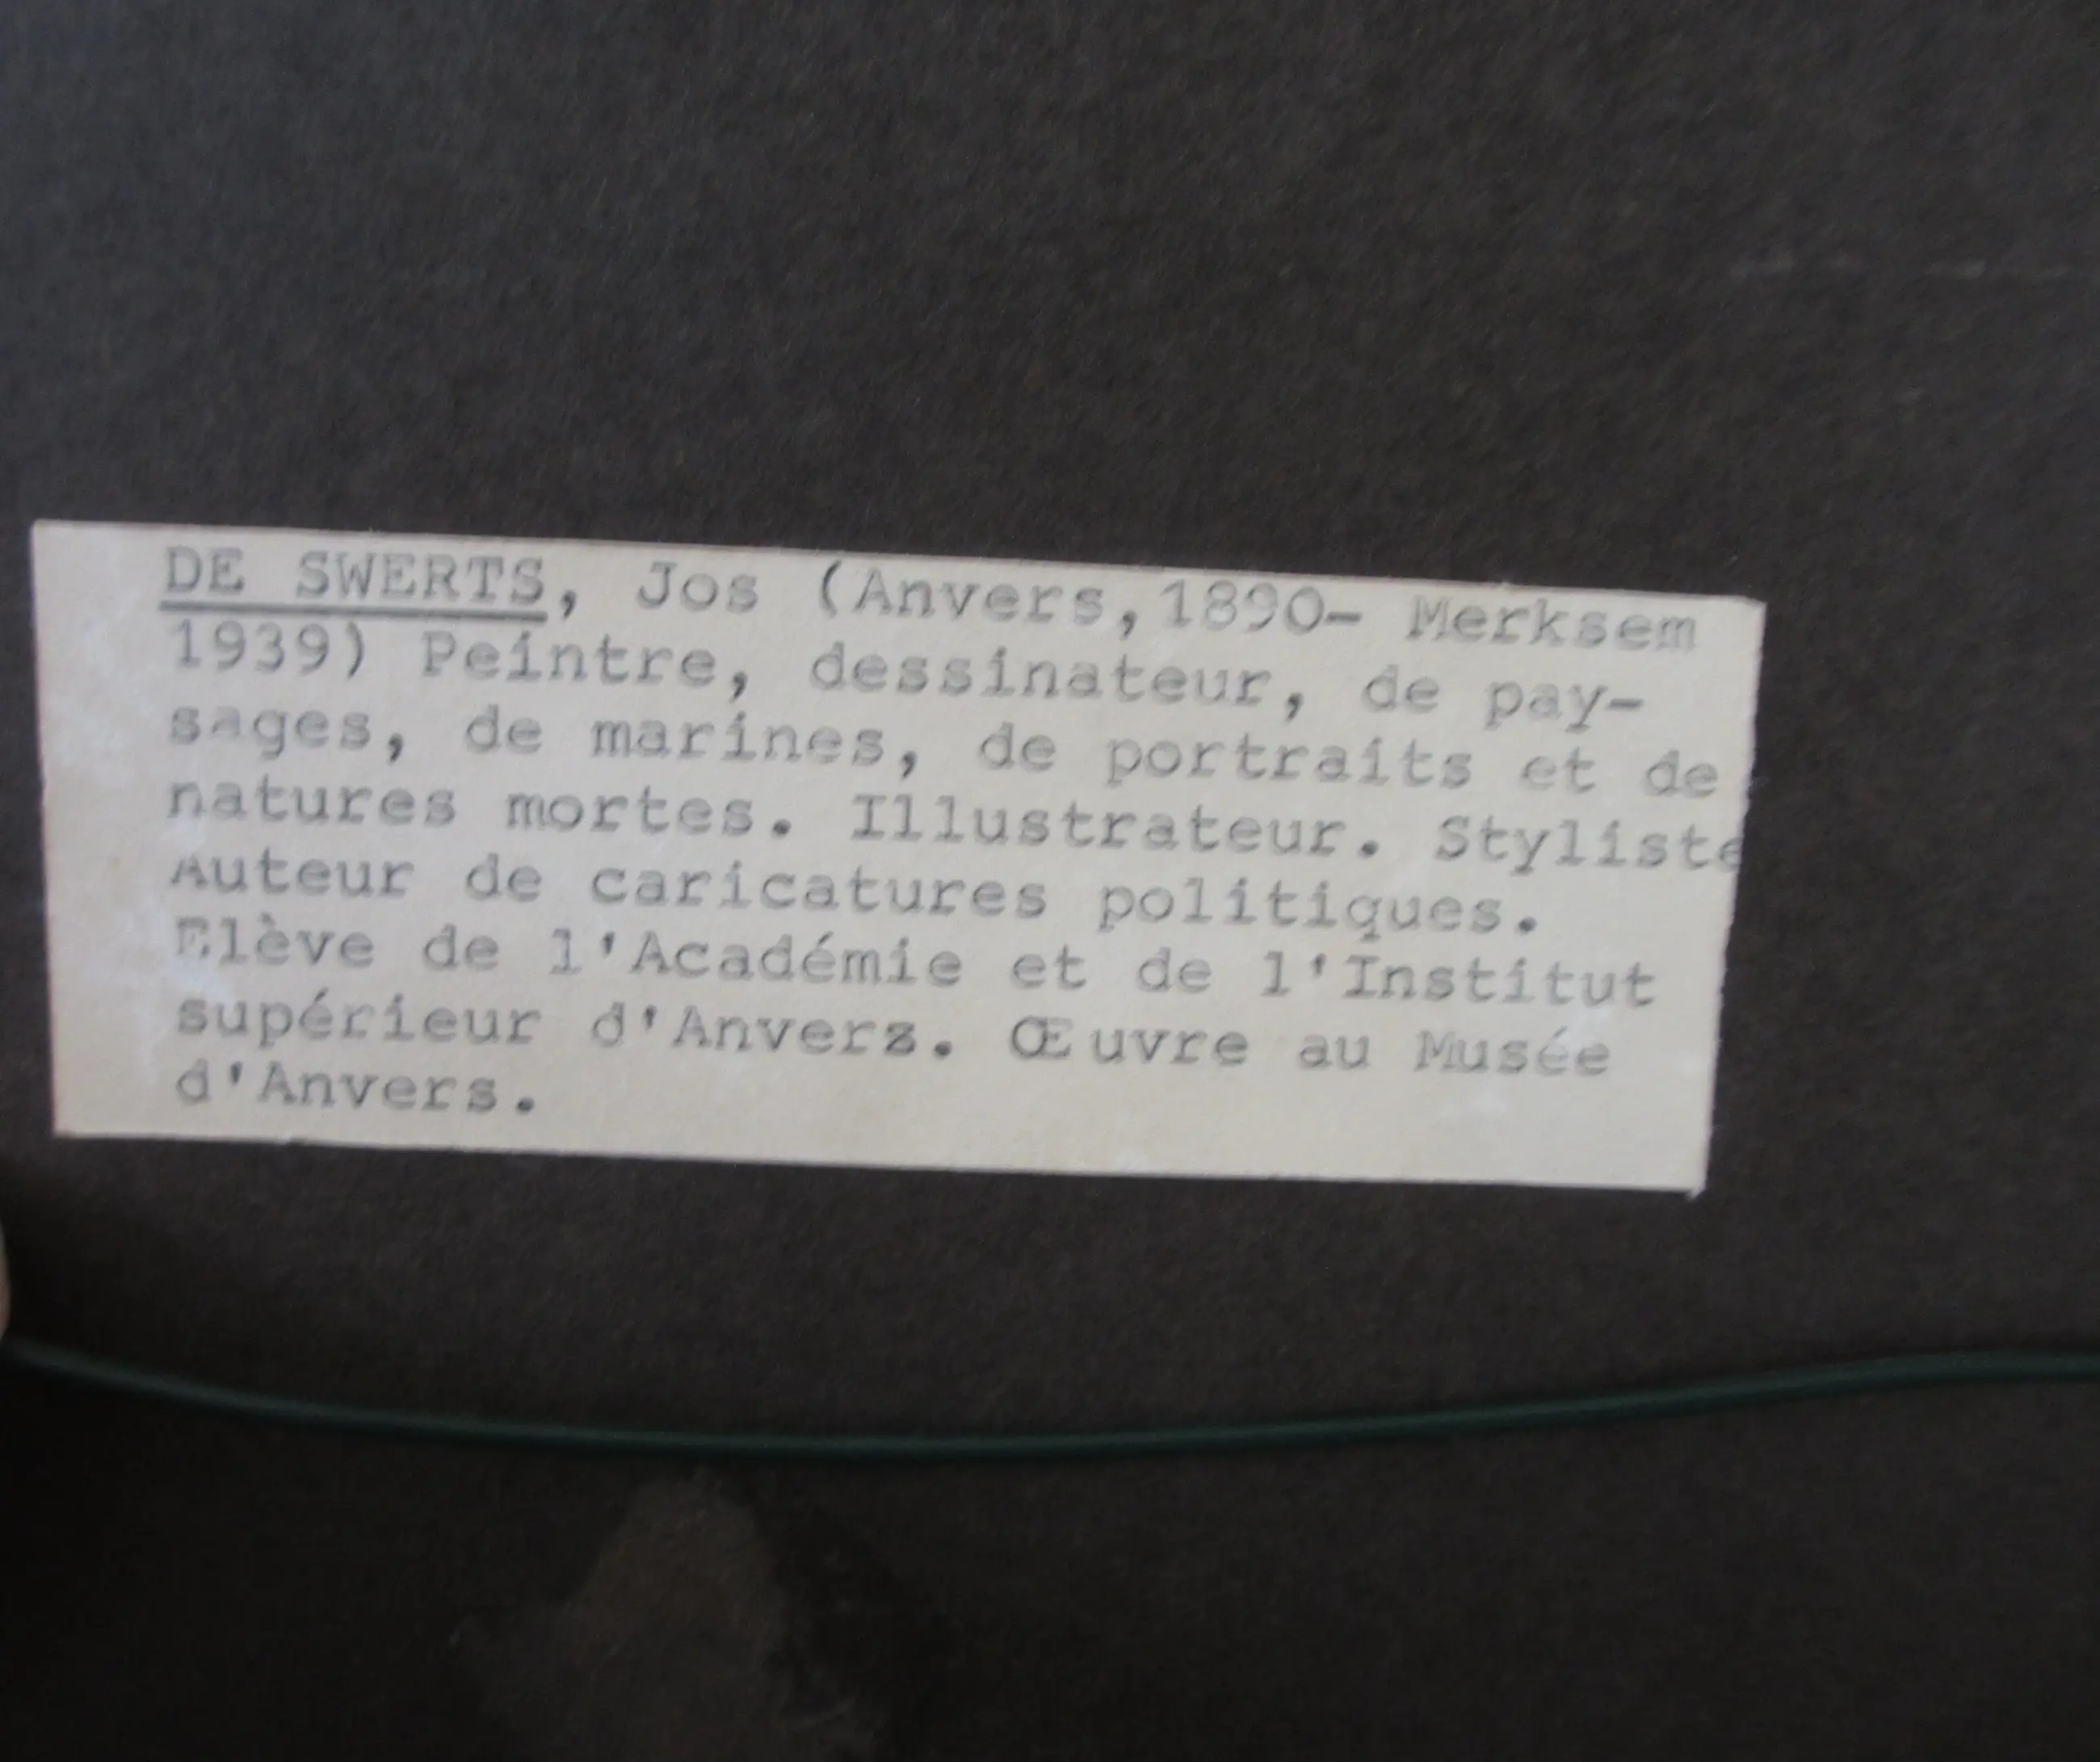 DE SWERTS, Jos (Anvers,1890- Merksem
1939) Peintre, dessinateur, de pay-
sages, de marines, de portraits et de
natures mortes. Illustrateur. Styliste
Auteur de caricatures politiques.
Elève de l'Académie et de l'Institut
supérieur d'Anvers. Œuvre au Musée
d'Anvers.